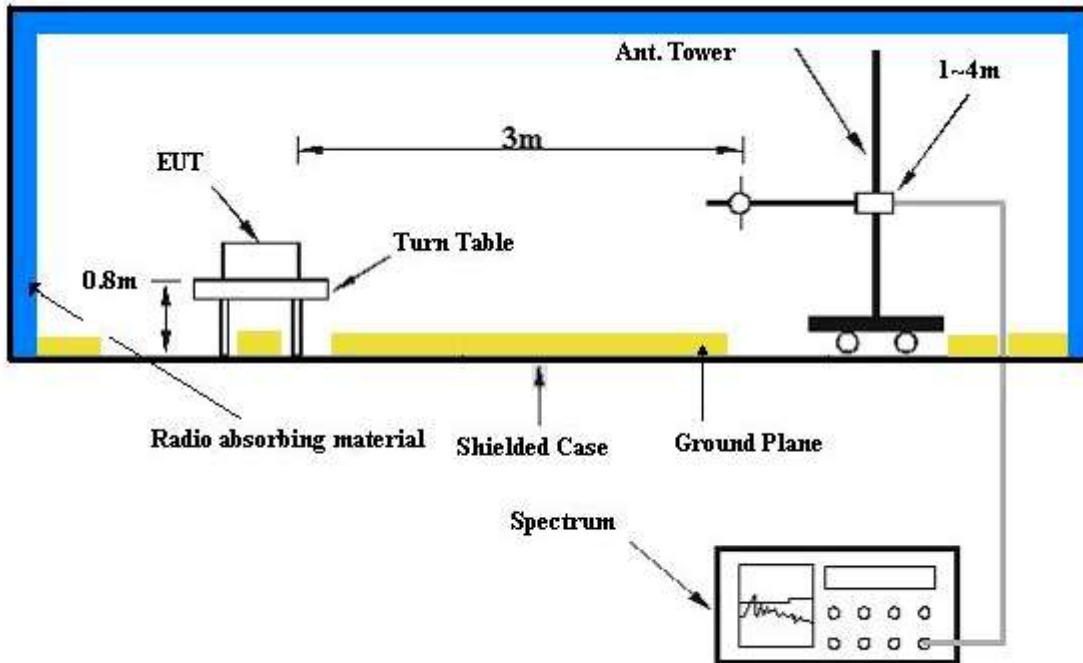 Ant. Tower
1~4m
3m
EUT
Turn Table
0.8m
Radio absorbing material
Shielded Case
Ground Plane
Spectrum